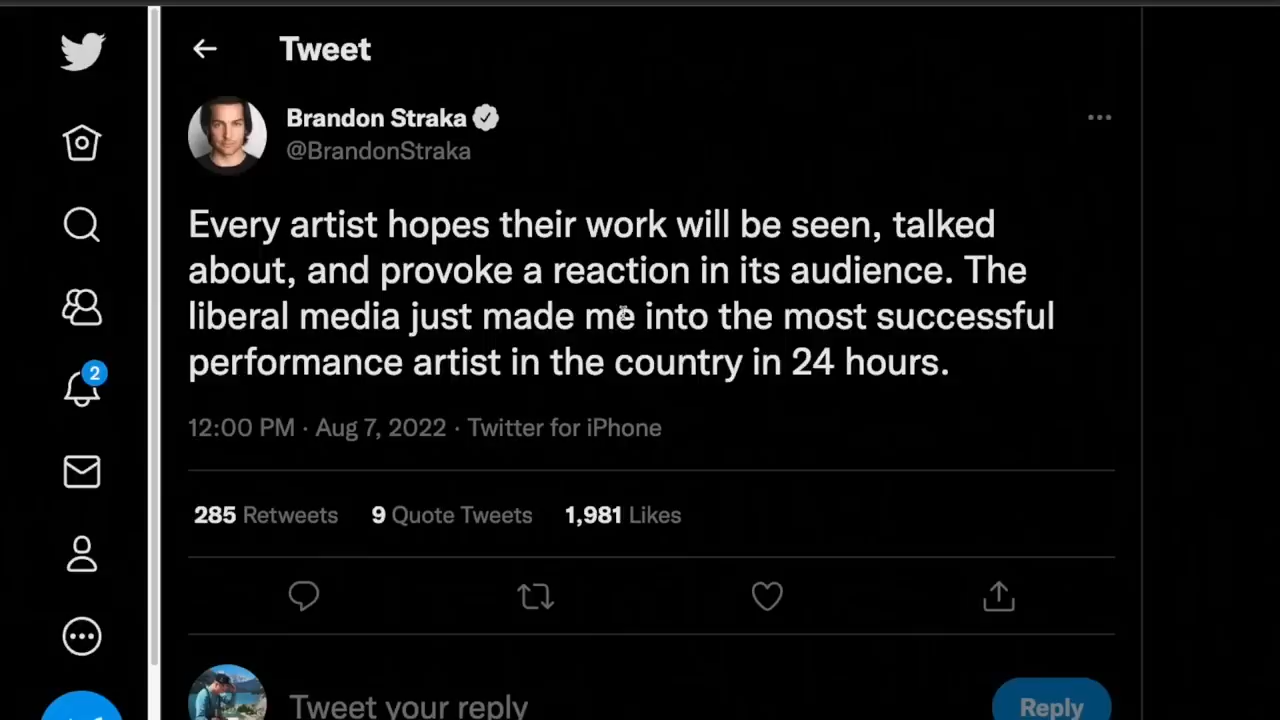 Tweet
Brandon Straka
@BrandonStraka
Every artist hopes their work will be seen, talked
about, and provoke a reaction in its audience. The
liberal media just made me into the most successful
performance artist in the country in 24 hours.
12:00 PM · Aug 7, 2022 · Twitter for iPhone
285 Retweets 9 Quote Tweets 1,981 Likes
2
Tweet your reply
Reply